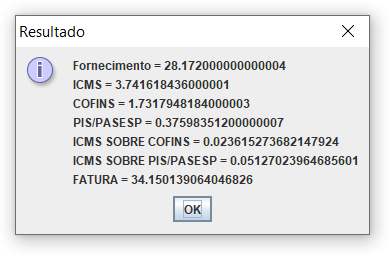 Resultado
Fornecimento = 28.172000000000004
ICMS = 3.741618436000001
COFINS = 1.7317948184000003
PIS/PASESP = 0.37598351200000007
ICMS SOBRE COFINS = 0.023615273682147924
ICMS SOBRE PIS/PASESP = 0.05127023964685601
FATURA = 34.150139064046826
OK